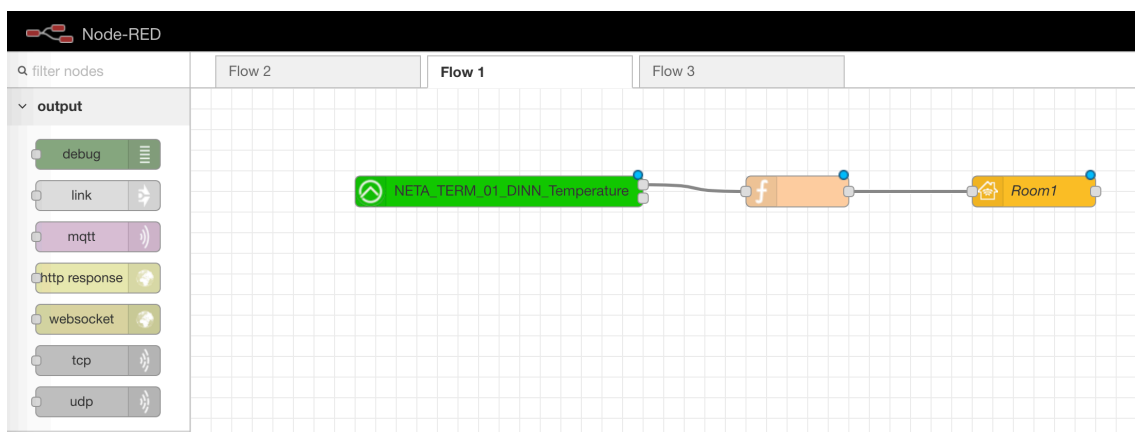 Node-RED
filter nodes
Flow 2
Flow 1
Flow 3
output
debug
link
mqtt
http response
websocket
tcp
udp
NETA_TERM_01_DINN_Temperature
f
Room1